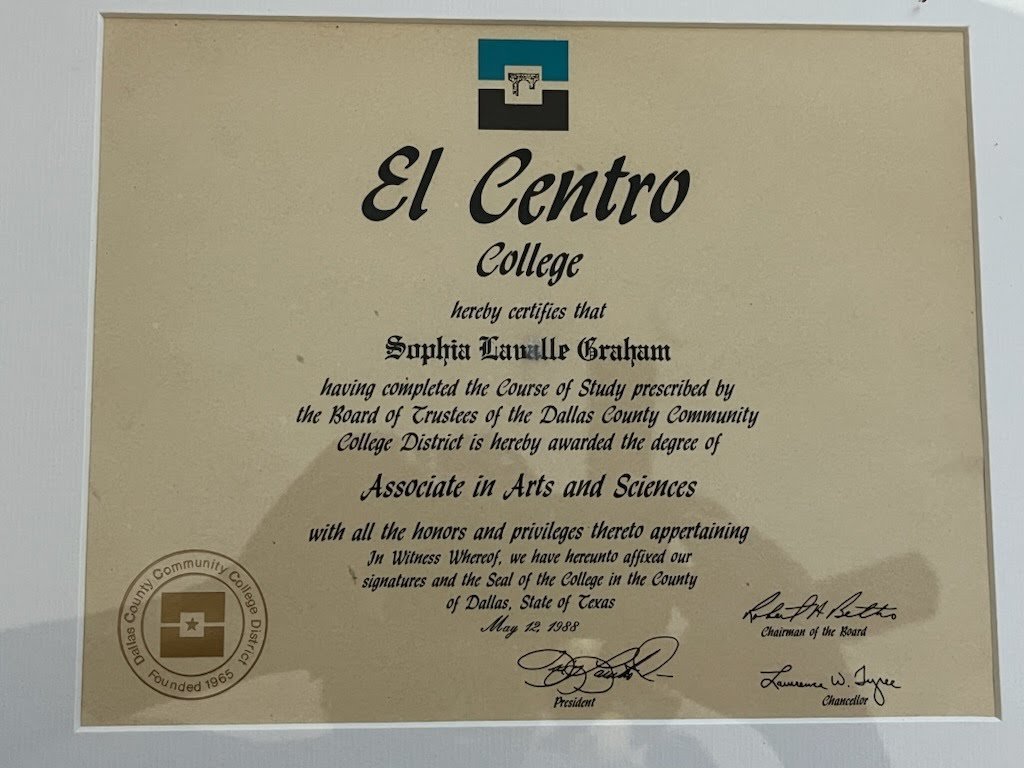 El Centro
College
hereby certifies that
Sophia Lavalle Graham
having completed the Course of Study prescribed by
the Board of Trustees of the Dallas County Community
College District is hereby awarded the degree of
Associate in Arts and Sciences
with all the honors and privileges thereto appertaining
In Witness Whereof, we have hereunto affixed our
signatures and the Seal of the College in the County
of Dallas, State of Texas
May 12, 1988
Dallas County Community College District
Founded 1965
Robert H
Chairman of the Board
President
Lawrence W. Tyree
Chancellor